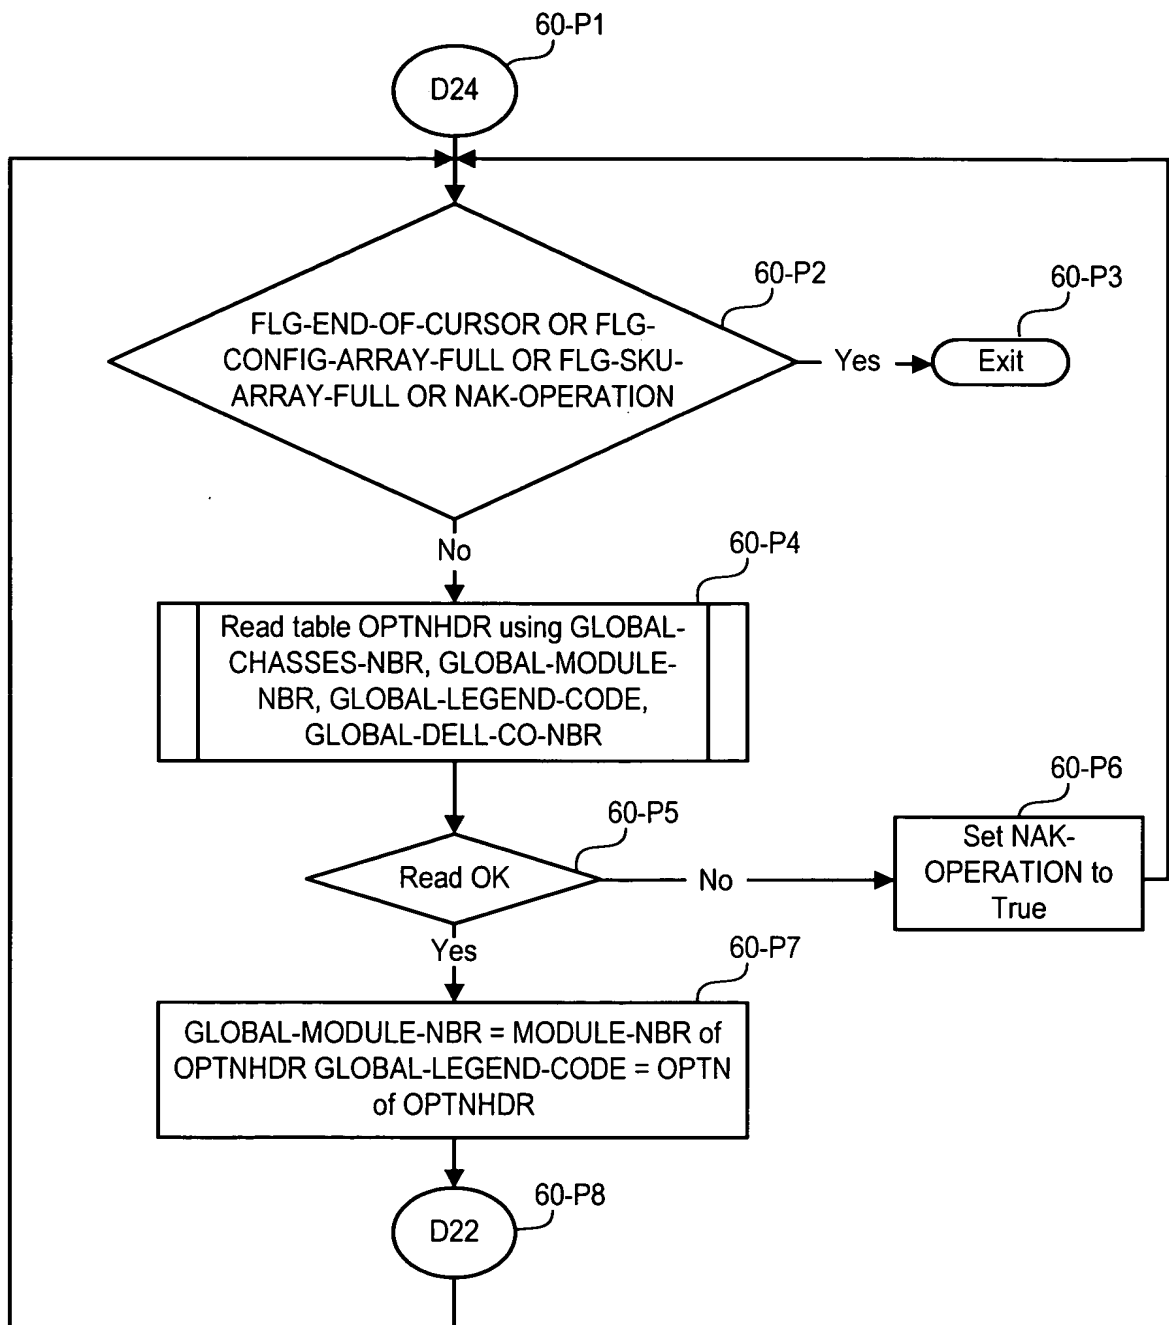 60-P1
D24
60-P2
60-P3
FLG-END-OF-CURSOR OR FLG-
CONFIG-ARRAY-FULL OR FLG-SKU-
ARRAY-FULL OR NAK-OPERATION
Yes
Exit
No
60-P4
Read table OPTNHDR using GLOBAL-
CHASSES-NBR, GLOBAL-MODULE-
NBR, GLOBAL-LEGEND-CODE,
GLOBAL-DELL-CO-NBR
60-P5
60-P6
Read OK
No
Set NAK-
OPERATION to
True
Yes
60-P7
GLOBAL-MODULE-NBR = MODULE-NBR of
OPTNHDR GLOBAL-LEGEND-CODE = OPTN
of OPTNHDR
60-P8
D22